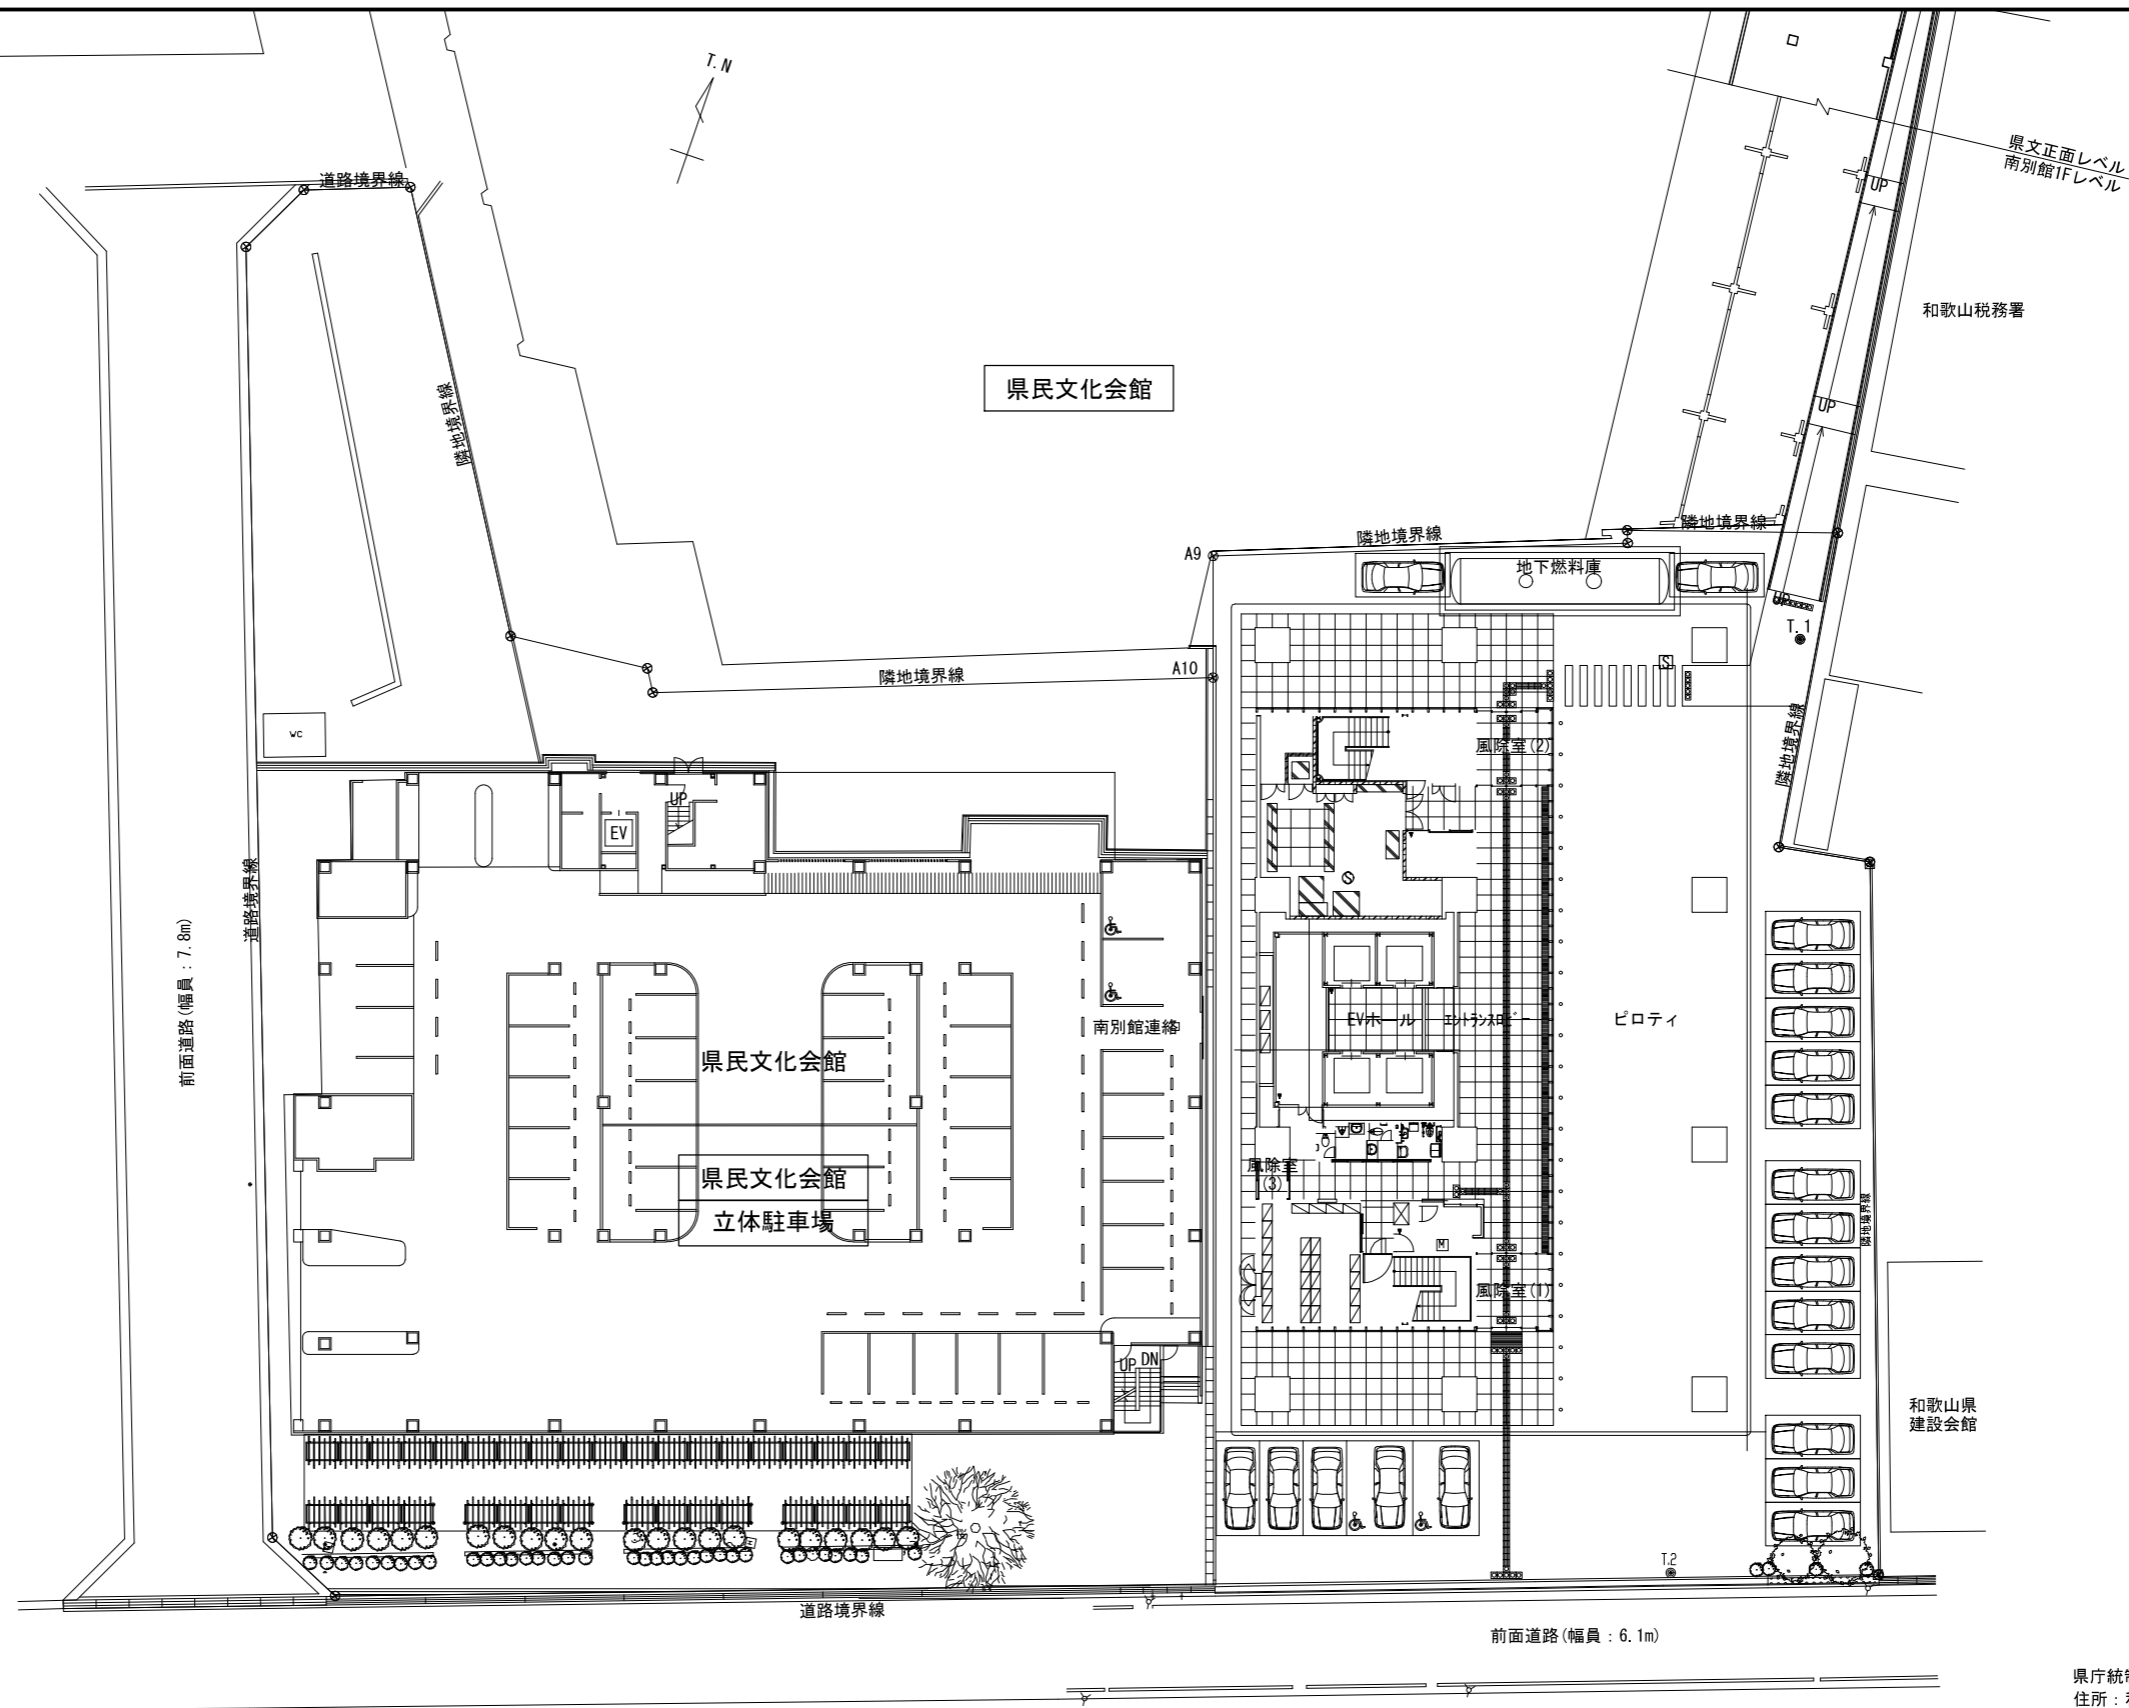 T.N
道路境界線
県文正面レベル
南別館1Fレベル
UP
和歌山税務署
UP
県民文化会館
隣地境界線
隣地境界線
隣地境界線
A9
地下燃料庫
UP
T.1
A10
隣地境界線
S
隣地境界線
WC
風除室(2)
UP
EV
道路境界線
前面道路(幅員:7.8m)
S
南別館連絡口
EVホール
エントランスロビー
ピロティ
県民文化会館
県民文化会館
立体駐車場
風除室
(3)
隣地境界線
M
風除室(1)
UP
DN
和歌山県
建設会館
T.2
道路境界線
前面道路(幅員:6.1m)
県庁統
住所: